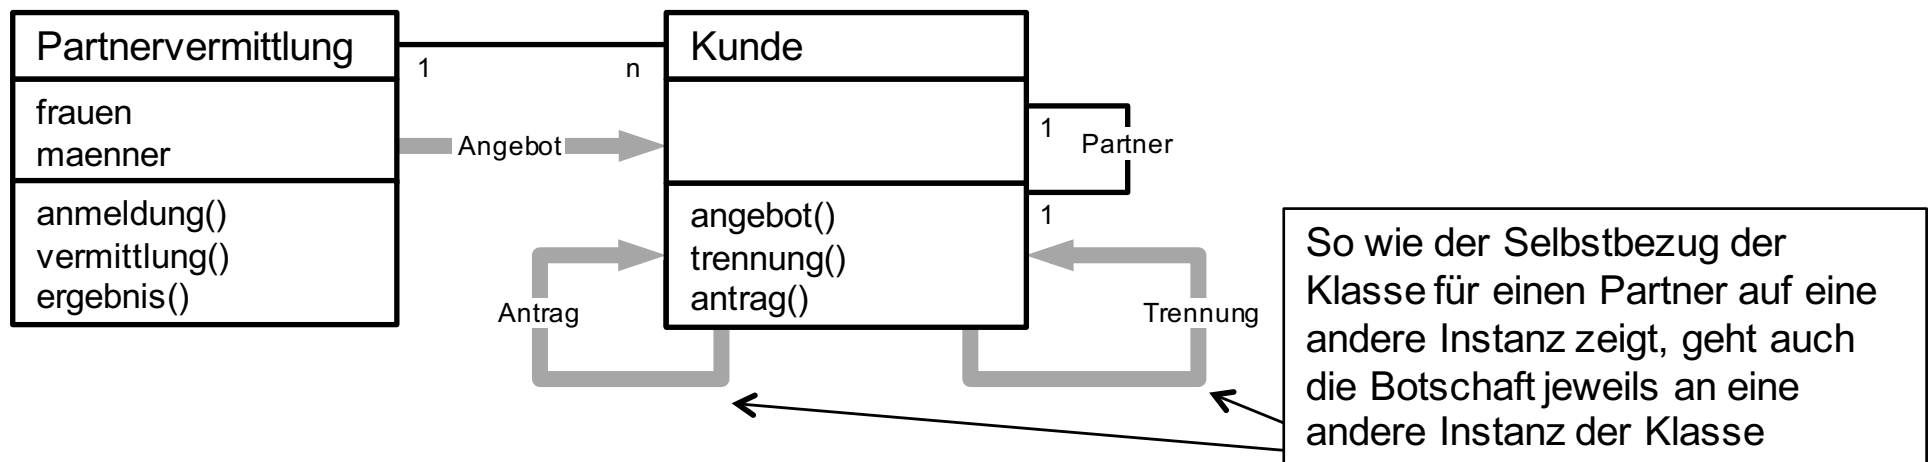 Partnervermittlung
frauen
maenner
anmeldung()
vermittlung()
ergebnis()
1
n
Angebot
Kunde
angebot()
trennung()
antrag()
1
Partner
1
Antrag
Trennung
So wie der Selbstbezug der
Klasse für einen Partner auf eine
andere Instanz zeigt, geht auch
die Botschaft jeweils an eine
andere Instanz der Klasse